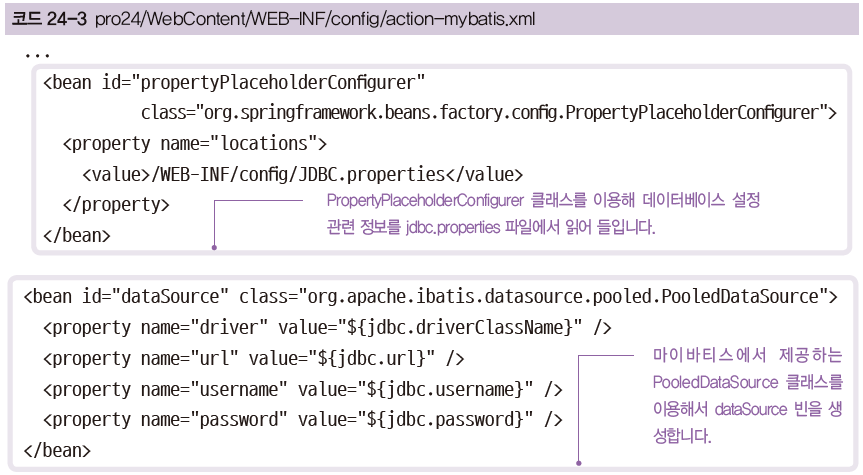 코드 24-3 pro24/WebContent/WEB-INF/config/action-mybatis.xml
...
<bean id="propertyPlaceholderConfigurer"
class="org.springframework.beans.factory.config.PropertyPlaceholderConfigurer">
<property name="locations">
<value>/WEB-INF/config/JDBC.properties</value>
</property>
</bean>
PropertyPlaceholderConfigurer 클래스를 이용해 데이터베이스 설정
관련 정보를 jdbc.properties 파일에서 읽어 들입니다.
<bean id="dataSource" class="org.apache.ibatis.datasource.pooled.PooledDataSource">
<property name="driver" value="${jdbc.driverClassName}" />
<property name="url" value="${jdbc.url}" />
<property name="username" value="${jdbc.username}" />
<property name="password" value="${jdbc.password}" />
</bean>
마이바티스에서 제공하는
PooledDataSource 클래스를
이용해서 dataSource 빈을 생
성합니다.